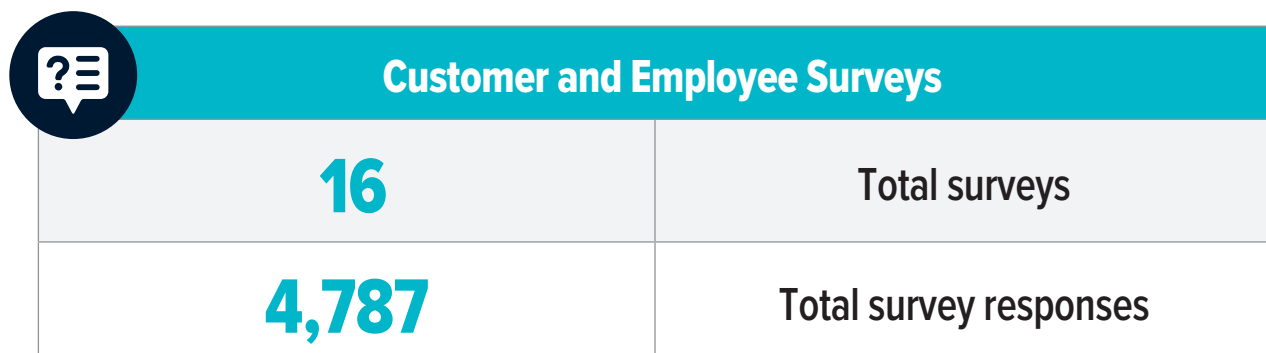 Customer and Employee Surveys
16 Total surveys
4,787 Total survey responses